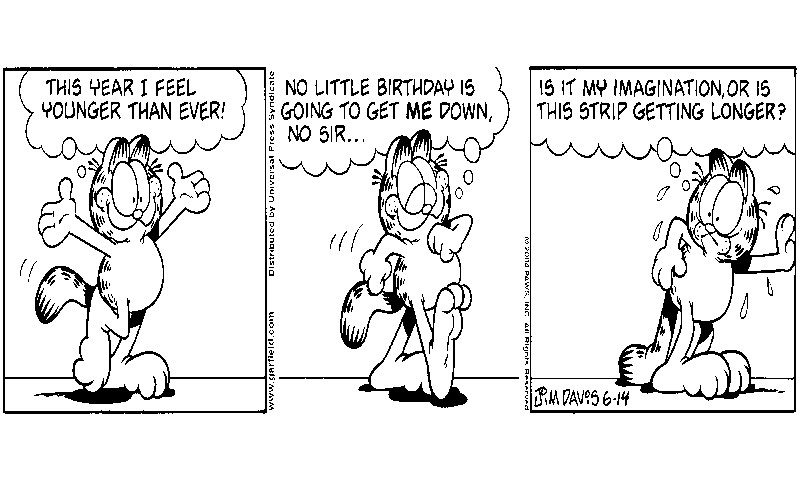 THIS YEAR I FEEL
YOUNGER THAN EVER!
www.garfield.com
Distributed by Universal Press Syndicate
NO LITTLE BIRTHDAY IS
GOING TO GET ME DOWN,
NO SIR...
© 2004 PAWS, INC. All Rights Reserved
IS IT MY IMAGINATION, OR IS
THIS STRIP GETTING LONGER?
JIM DAVIS 6-14